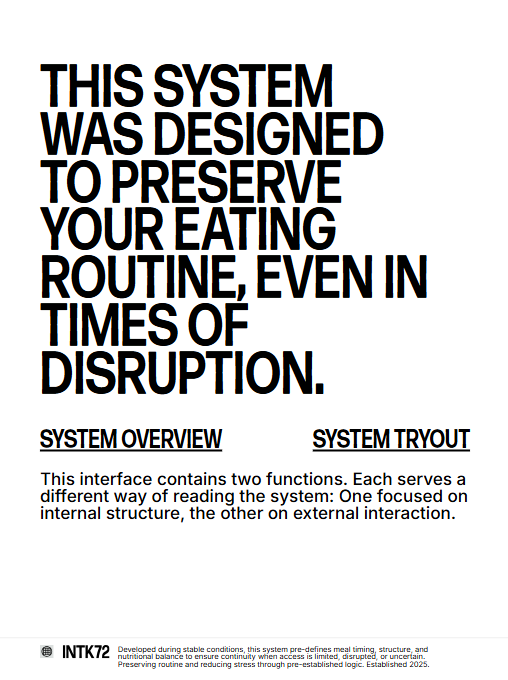 THIS SYSTEM
WAS DESIGNED
TO PRESERVE
YOUR EATING
ROUTINE, EVEN IN
TIMES OF
DISRUPTION.
SYSTEM OVERVIEW
SYSTEM TRYOUT
This interface contains two functions. Each serves a
different way of reading the system: One focused on
internal structure, the other on external interaction.
INTK72
Developed during stable conditions, this system pre-defines meal timing, structure, and
nutritional balance to ensure continuity when access is limited, disrupted, or uncertain.
Preserving routine and reducing stress through pre-established logic. Established 2025.